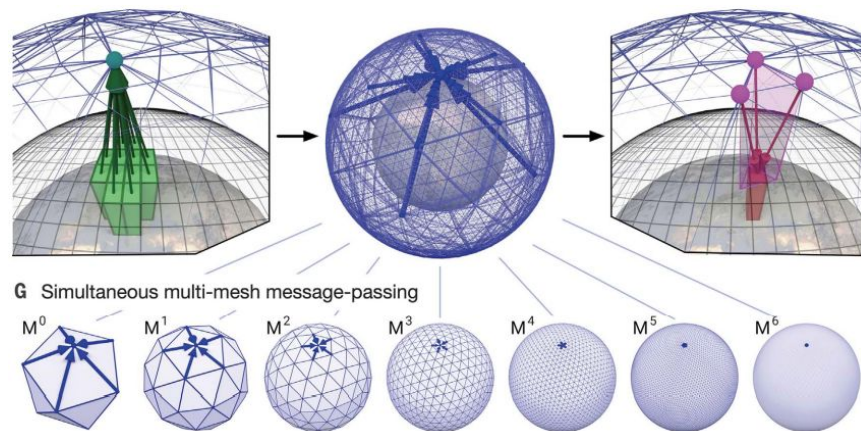 G Simultaneous multi-mesh message-passing
M⁰ M¹ M² M³ M⁴ M⁵ M⁶